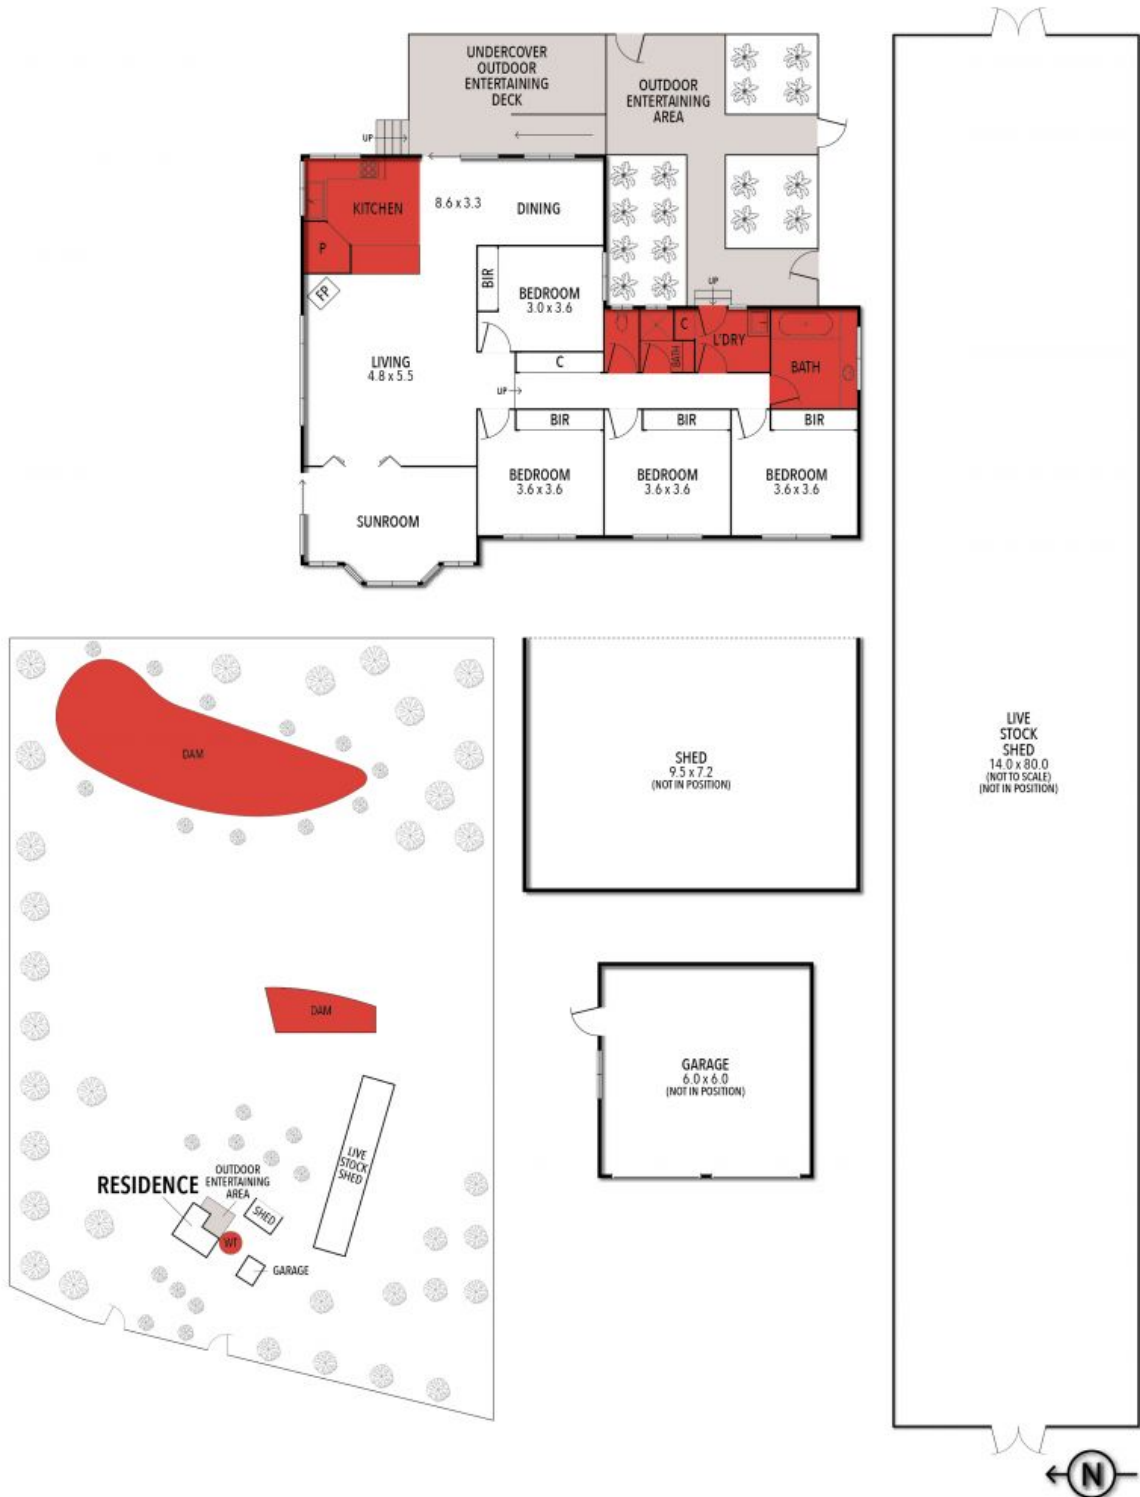 UNDERCOVER
OUTDOOR
ENTERTAINING
DECK
OUTDOOR
ENTERTAINING
AREA
UP
KITCHEN
8.6 x 3.3
DINING
P
FP
BIR
BEDROOM
3.0 x 3.6
UP
C
L'DRY
BATH
BATH
LIVING
4.8 x 5.5
C
UP
BIR
BIR
BIR
BEDROOM
3.6 x 3.6
BEDROOM
3.6 x 3.6
BEDROOM
3.6 x 3.6
SUNROOM
DAM
SHED
9.5 x 7.2
(NOT IN POSITION)
LIVE
STOCK
SHED
14.0 x 80.0
(NOT TO SCALE)
(NOT IN POSITION)
DAM
GARAGE
6.0 x 6.0
(NOT IN POSITION)
LIVE
STOCK
SHED
RESIDENCE
OUTDOOR
ENTERTAINING
AREA
SHED
WT
GARAGE
N